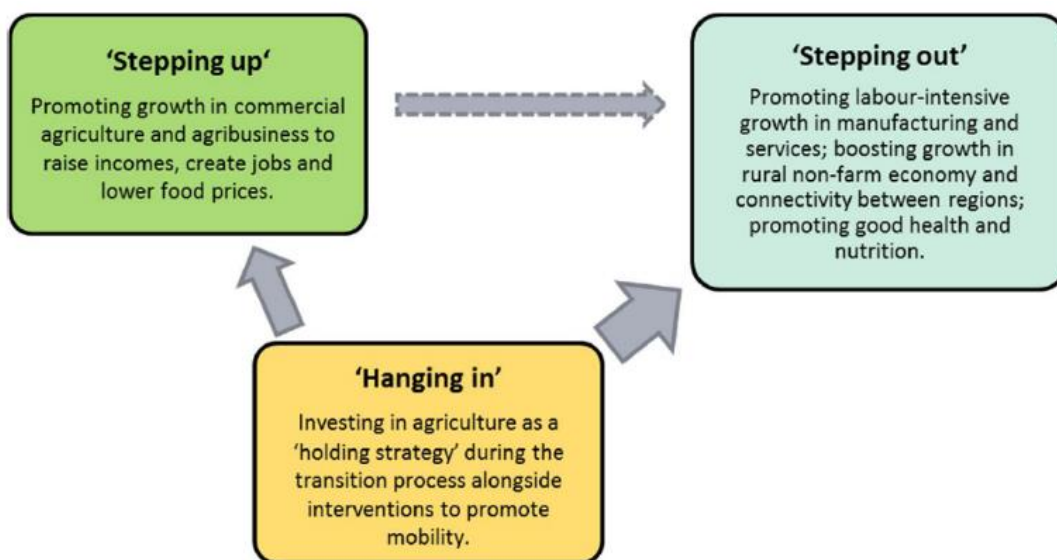 ‘Stepping up‘
Promoting growth in commercial
agriculture and agribusiness to
raise incomes, create jobs and
lower food prices.
‘Stepping out’
Promoting labour-intensive
growth in manufacturing and
services; boosting growth in
rural non-farm economy and
connectivity between regions;
promoting good health and
nutrition.
‘Hanging in’
Investing in agriculture as a
‘holding strategy’ during the
transition process alongside
interventions to promote
mobility.